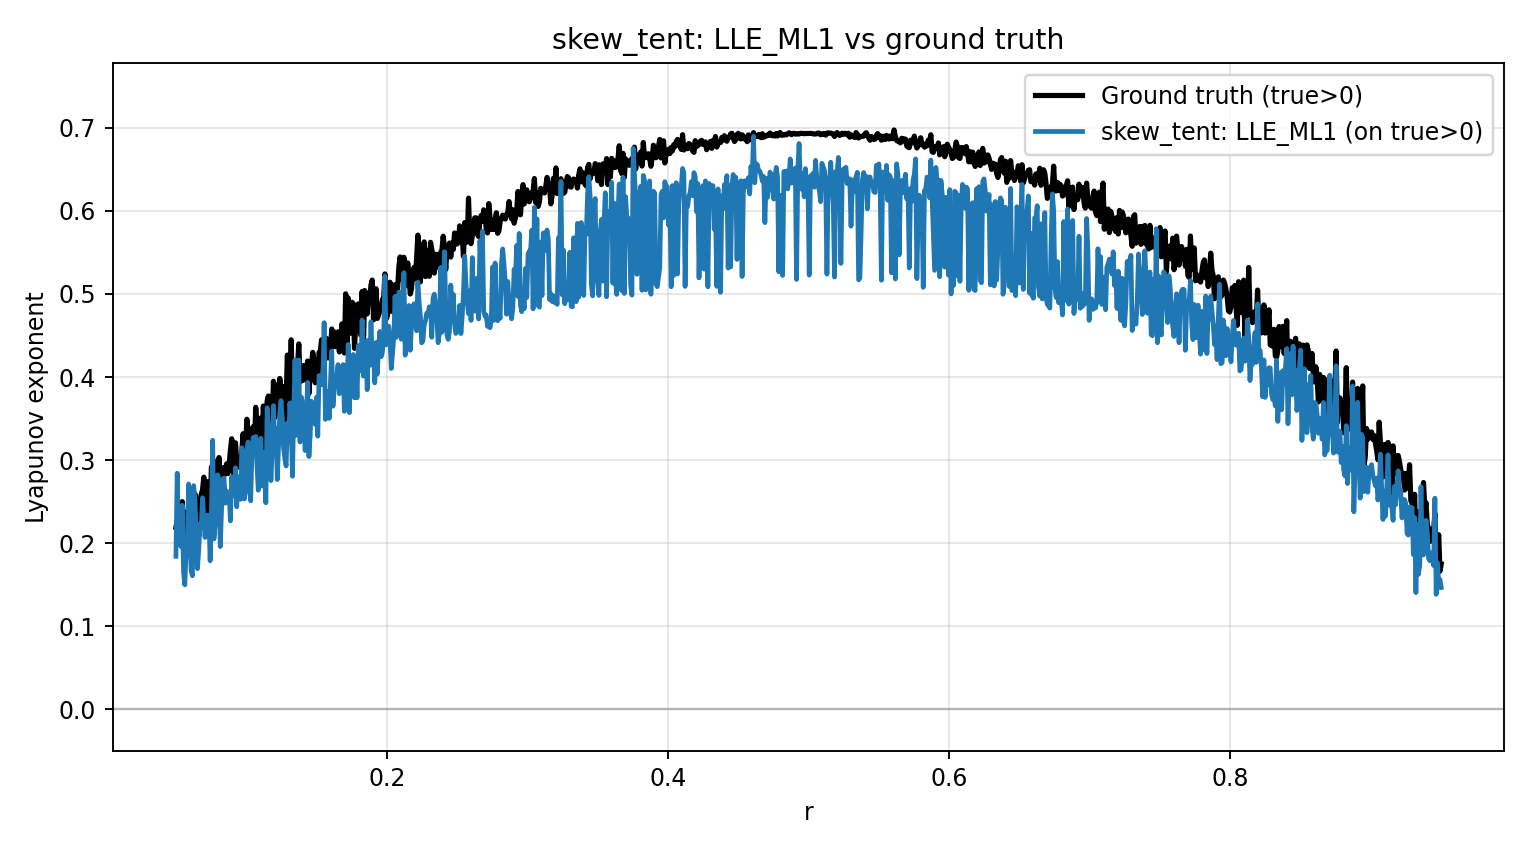 skew_tent: LLE_ML1 vs ground truth
Ground truth (true>0)
skew_tent: LLE_ML1 (on true>0)
Lyapunov exponent
0.7
0.6
0.5
0.4
0.3
0.2
0.1
0.0
0.2
0.4
0.6
0.8
r